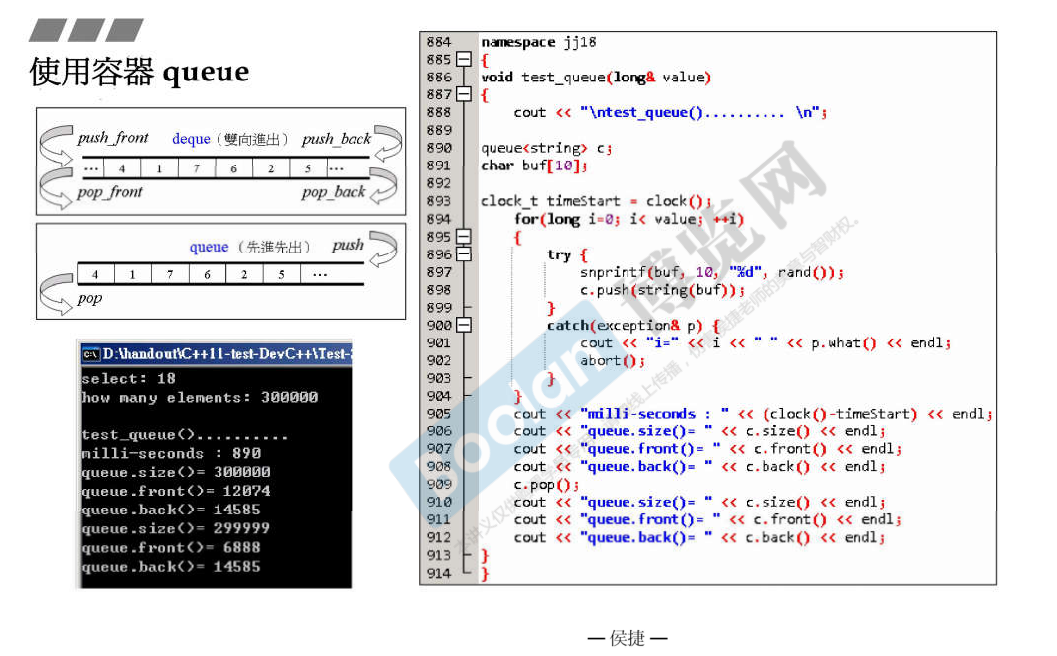 使用容器 queue
push_front deque（雙向進出） push_back
... 4 1 7 6 2 5 ...
pop_front pop_back
queue（先進先出） push
4 1 7 6 2 5 ...
pop
D:\handout\C++11-test-DevC++\Test-
select: 18
how many elements: 300000
test_queue()..........
milli-seconds : 890
queue.size()= 300000
queue.front()= 12074
queue.back()= 14585
queue.size()= 299999
queue.front()= 6888
queue.back()= 14585
884 namespace jj18
885 {
886 void test_queue(long& value)
887 {
888 cout << "\ntest_queue().......... \n";
889
890 queue<string> c;
891 char buf[10];
892
893 clock_t timeStart = clock();
894 for(long i=0; i< value; ++i)
895 {
896 try {
897 snprintf(buf, 10, "%d", rand());
898 c.push(string(buf));
899 }
900 catch(exception& p) {
901 cout << "i=" << i << " " << p.what() << endl;
902 abort();
903 }
904 }
905 cout << "milli-seconds : " << (clock()-timeStart) << endl;
906 cout << "queue.size()= " << c.size() << endl;
907 cout << "queue.front()= " << c.front() << endl;
908 cout << "queue.back()= " << c.back() << endl;
909 c.pop();
910 cout << "queue.size()= " << c.size() << endl;
911 cout << "queue.front()= " << c.front() << endl;
912 cout << "queue.back()= " << c.back() << endl;
913 }
914 }
Boolan 博览网
— 侯捷 —